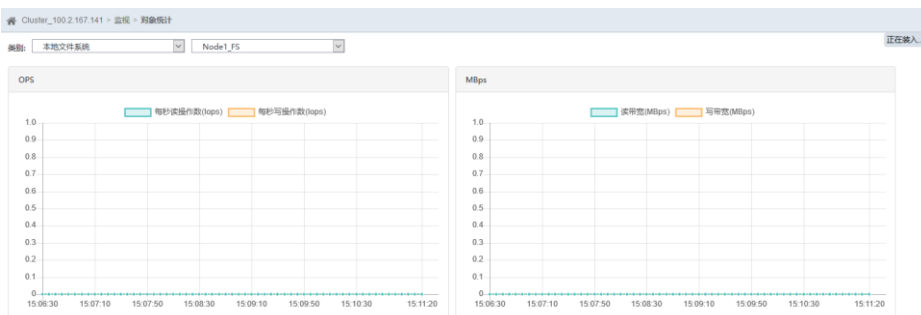 Cluster_100.2.167.141 > 监视 > 对象统计
类别: 本地文件系统 Node1_FS
正在装入...
OPS
每秒读操作数(Iops) 每秒写操作数(Iops)
1.0
0.9
0.8
0.7
0.6
0.5
0.4
0.3
0.2
0.1
0
15:06:30 15:07:10 15:07:50 15:08:30 15:09:10 15:09:50 15:10:30 15:11:20
MBps
读带宽(MBps) 写带宽(MBps)
1.0
0.9
0.8
0.7
0.6
0.5
0.4
0.3
0.2
0.1
0
15:06:30 15:07:10 15:07:50 15:08:30 15:09:10 15:09:50 15:10:30 15:11:20